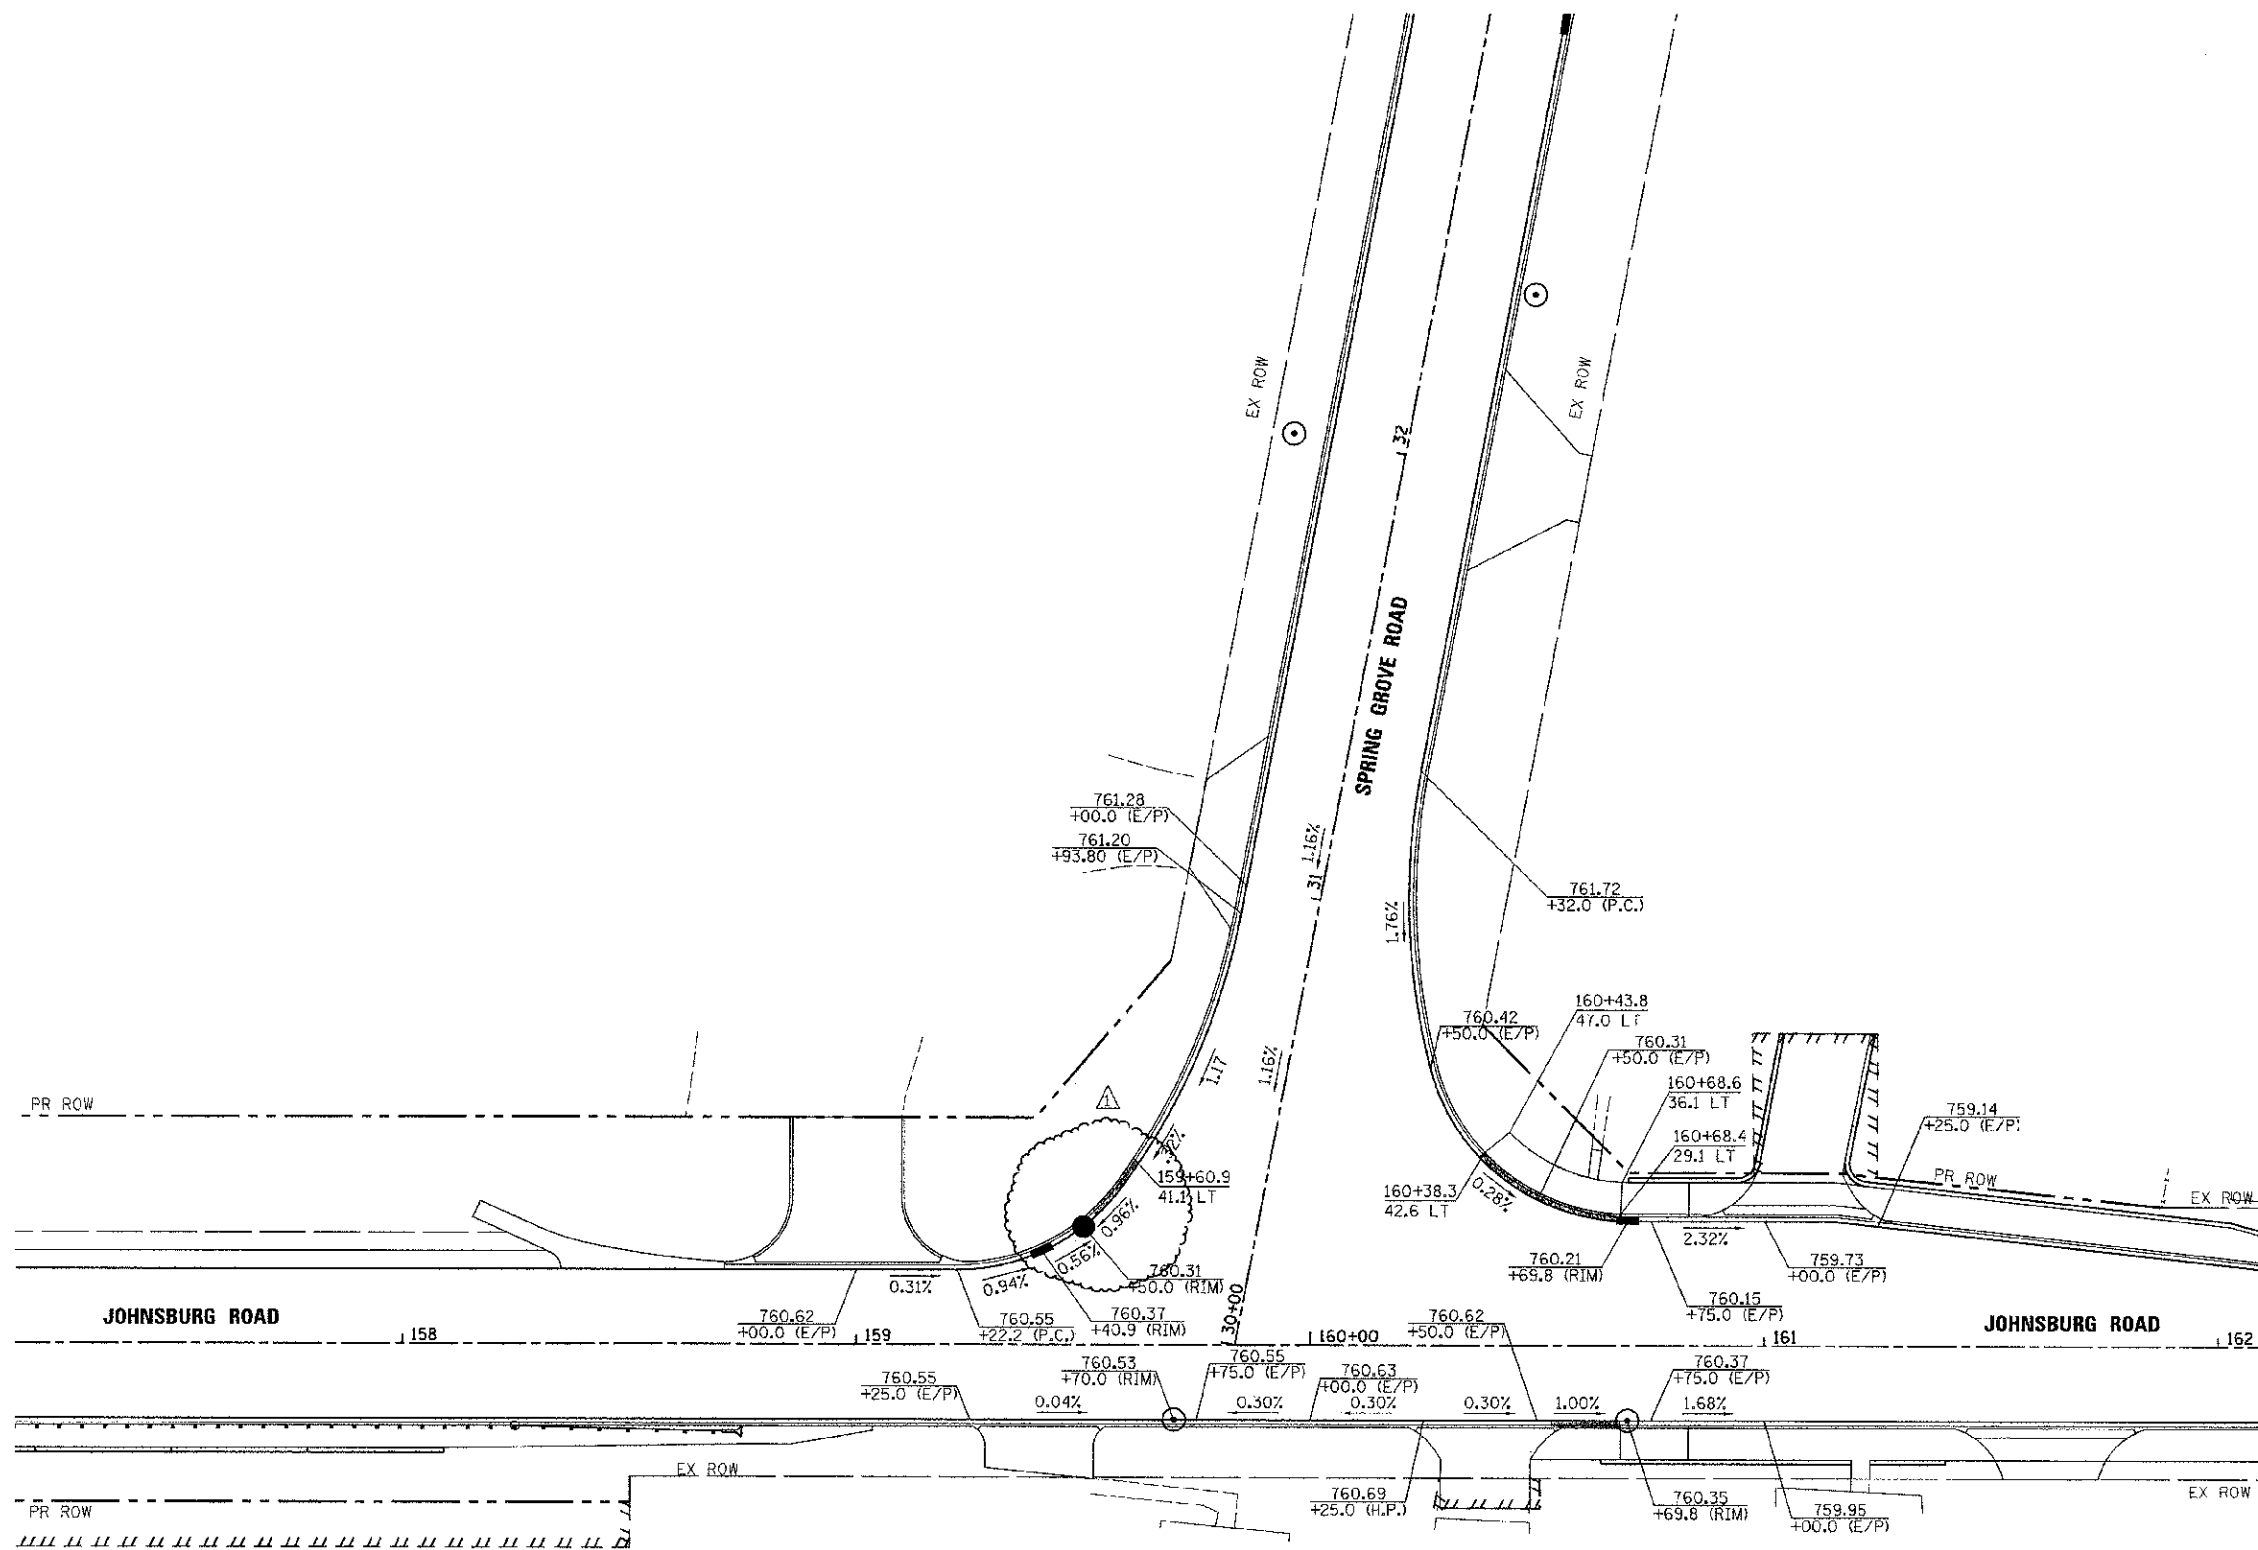 EX ROW
EX ROW
32
SPRING GROVE ROAD
761.28
+00.0 (E/P)
761.20
+93.80 (E/P)
1.16%
31
761.72
+32.0 (P.C.)
1.76%
160+43.8
47.0 LT
760.42
+50.0 (E/P)
760.31
+50.0 (E/P)
1.17
1.16%
160+68.6
36.1 LT
PR ROW
1
759.14
+25.0 (E/P)
160+68.4
29.1 LT
159+60.9
41.1 LT
160+38.3
42.6 LT
0.28%
PR ROW
EX ROW
0.96%
0.56%
2.32%
760.21
+69.8 (RIM)
759.73
+00.0 (E/P)
760.31
+50.0 (RIM)
0.31%
0.94%
760.15
+75.0 (E/P)
JOHNSBURG ROAD
760.62
+00.0 (E/P)
760.55
+22.2 (P.C.)
760.37
+40.9 (RIM)
30+00
760.62
+50.0 (E/P)
JOHNSBURG ROAD
158
159
160+00
161
162
760.55
+25.0 (E/P)
760.53
+70.0 (RIM)
760.55
+75.0 (E/P)
760.63
+00.0 (E/P)
760.37
+75.0 (E/P)
0.04%
0.30%
0.30%
0.30%
1.00%
1.68%
EX ROW
PR ROW
760.69
+25.0 (H.P.)
760.35
+69.8 (RIM)
759.95
+00.0 (E/P)
EX ROW